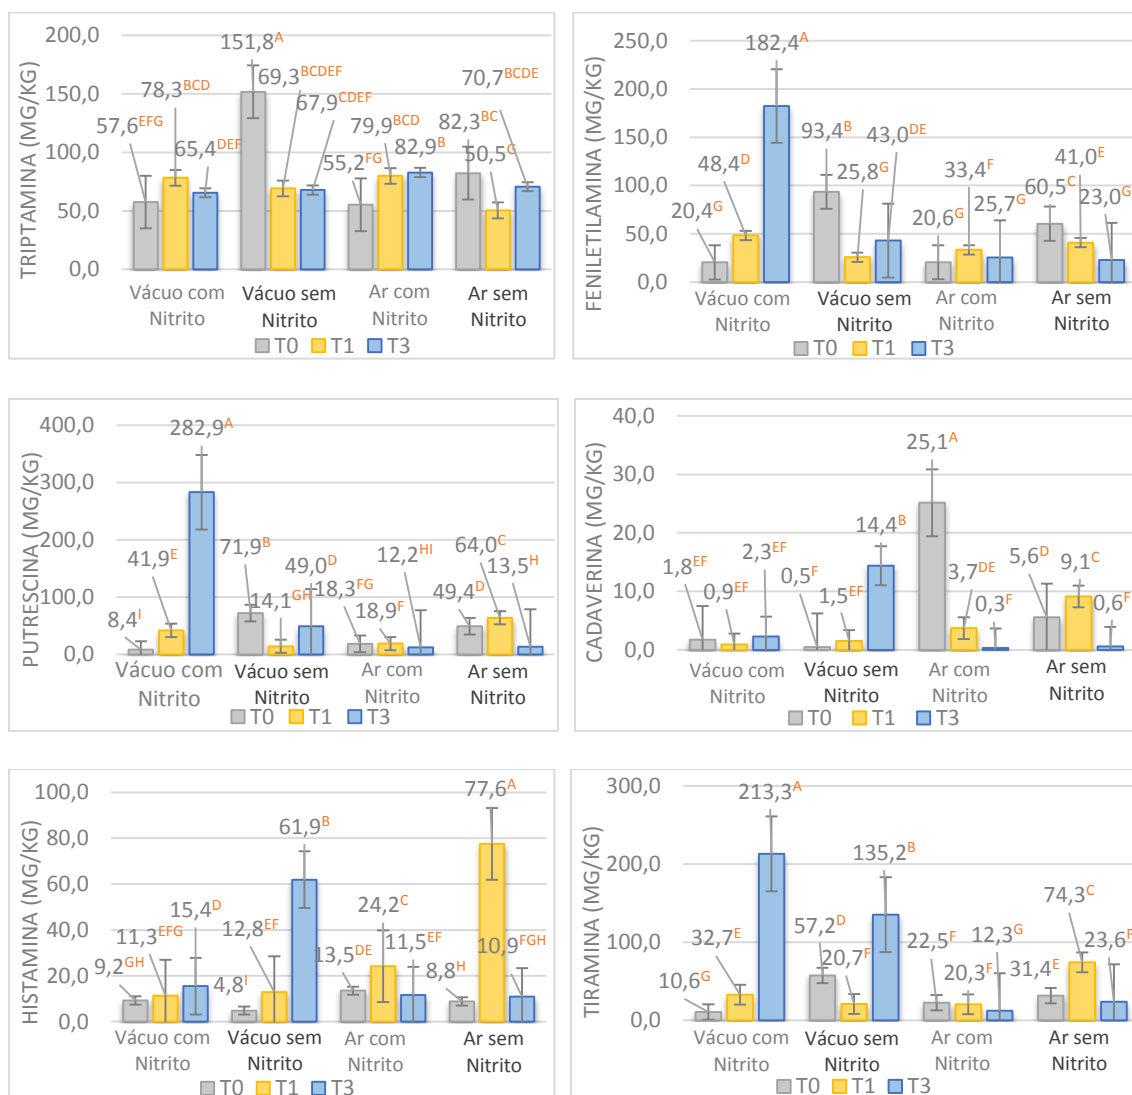 TRIPTAMINA (MG/KG)
200,0
150,0
100,0
50,0
0,0
57,6EFG
78,3BCD
65,4DEF
151,8A
69,3BCDEF
67,9CDEF
55,2FG
79,9BCD
82,9B
82,3BC
50,5G
70,7BCDE
Vácuo com Nitrito
Vácuo sem Nitrito
Ar com Nitrito
Ar sem Nitrito
T0 T1 T3
FENILETILAMINA (MG/KG)
250,0
200,0
150,0
100,0
50,0
0,0
20,4G
48,4D
182,4A
93,4B
25,8G
43,0DE
20,6G
33,4F
25,7G
60,5C
41,0E
23,0G
Vácuo com Nitrito
Vácuo sem Nitrito
Ar com Nitrito
Ar sem Nitrito
T0 T1 T3
PUTRESCINA (MG/KG)
400,0
300,0
200,0
100,0
0,0
8,4I
41,9E
282,9A
71,9B
14,1GH
49,0D
18,3FG
18,9F
12,2HI
49,4D
64,0C
13,5H
Vácuo com Nitrito
Vácuo sem Nitrito
Ar com Nitrito
Ar sem Nitrito
T0 T1 T3
CADAVERINA (MG/KG)
40,0
30,0
20,0
10,0
0,0
1,8EF
0,9EF
2,3EF
0,5F
1,5EF
14,4B
25,1A
3,7DE
0,3F
5,6D
9,1C
0,6F
Vácuo com Nitrito
Vácuo sem Nitrito
Ar com Nitrito
Ar sem Nitrito
T0 T1 T3
HISTAMINA (MG/KG)
100,0
80,0
60,0
40,0
20,0
0,0
9,2GH
11,3EFG
15,4D
4,8I
12,8EF
61,9B
13,5DE
24,2C
11,5EF
8,8H
77,6A
10,9FGH
Vácuo com Nitrito
Vácuo sem Nitrito
Ar com Nitrito
Ar sem Nitrito
T0 T1 T3
TIRAMINA (MG/KG)
300,0
200,0
100,0
0,0
10,6G
32,7E
213,3A
57,2D
20,7F
135,2B
22,5F
20,3F
12,3G
31,4E
74,3C
23,6F
Vácuo com Nitrito
Vácuo sem Nitrito
Ar com Nitrito
Ar sem Nitrito
T0 T1 T3